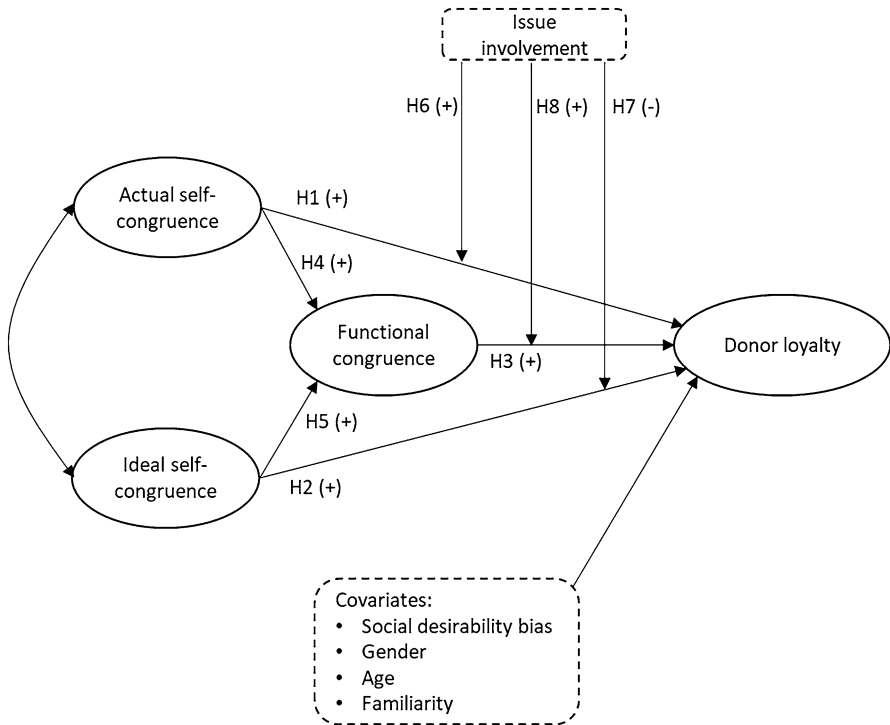 Issue
involvement
H6 (+)
H8 (+)
H7 (-)
Actual self-
congruence
H1 (+)
H4 (+)
Functional
congruence
H3 (+)
Donor loyalty
H5 (+)
Ideal self-
congruence
H2 (+)
Covariates:
• Social desirability bias
• Gender
• Age
• Familiarity